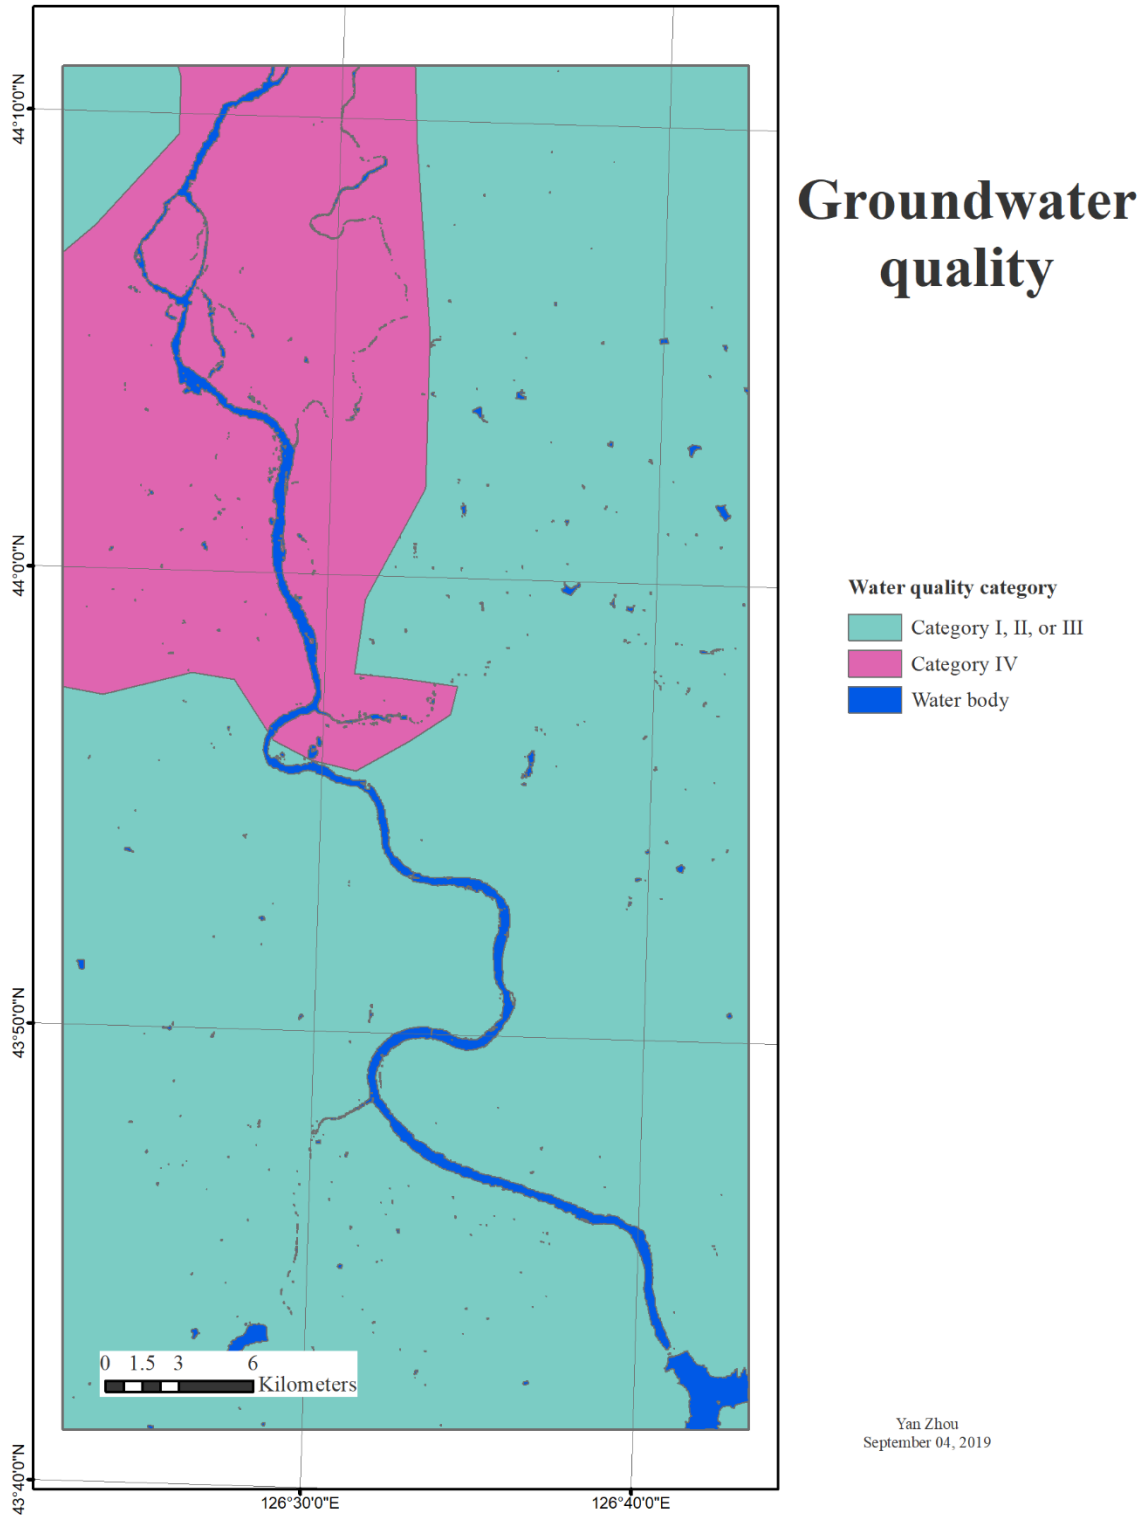 Groundwater
quality
44°10'0"N
44°0'0"N
43°50'0"N
43°40'0"N
Water quality category
Category I, II, or III
Category IV
Water body
0 1.5 3 6
Kilometers
126°30'0"E 126°40'0"E
Yan Zhou
September 04, 2019